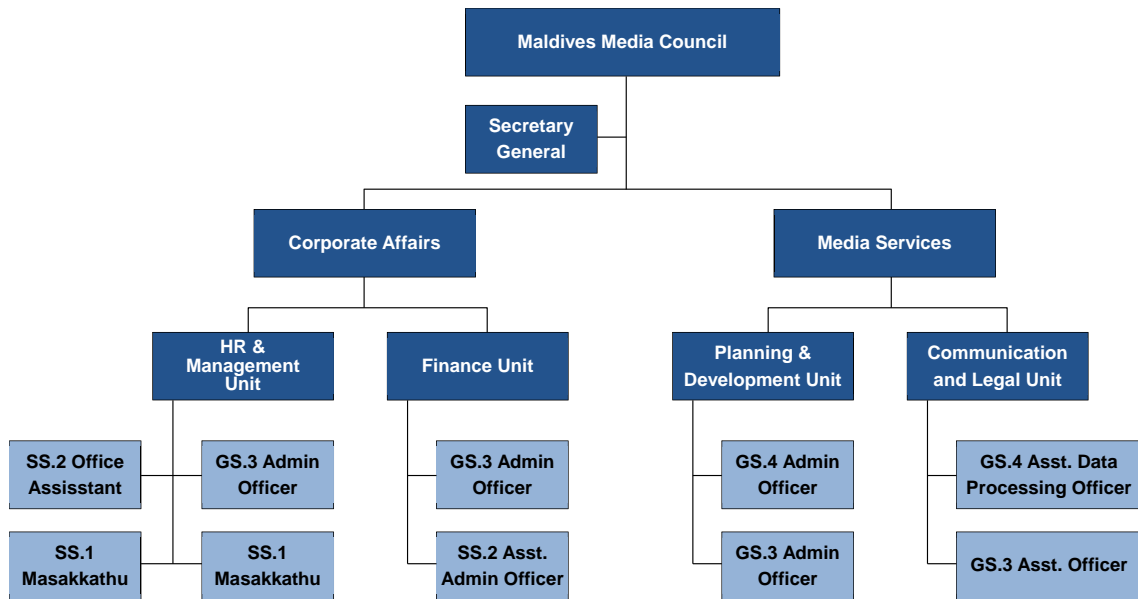 Maldives Media Council
Secretary
General
Corporate Affairs
Media Services
HR &
Management
Unit
Finance Unit
Planning &
Development Unit
Communication
and Legal Unit
SS.2 Office
Assisstant
GS.3 Admin
Officer
GS.3 Admin
Officer
GS.4 Admin
Officer
GS.4 Asst. Data
Processing Officer
SS.1
Masakkathu
SS.1
Masakkathu
SS.2 Asst.
Admin Officer
GS.3 Admin
Officer
GS.3 Asst. Officer